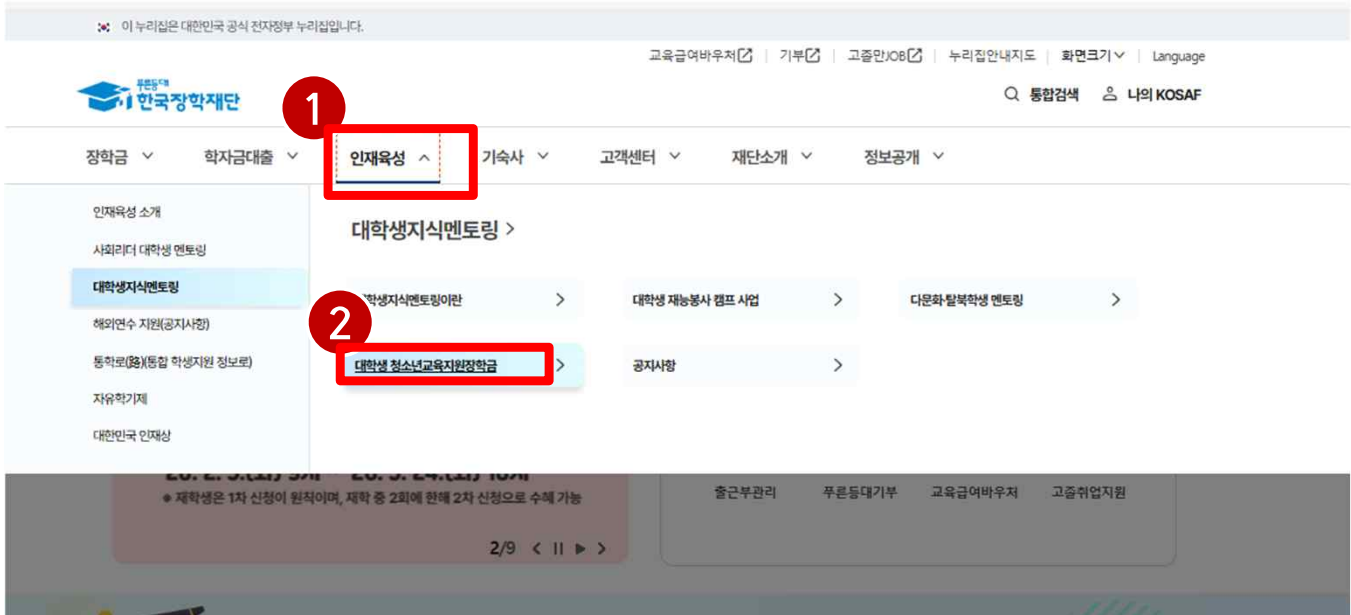 이 누리집은 대한민국 공식 전자정부 누리집입니다.
교육급여바우처 기부 고졸만JOB 누리집안내지도 화면크기 Language
푸른등대
한국장학재단
통합검색 나의 KOSAF
1
장학금 학자금대출 인재육성 기숙사 고객센터 재단소개 정보공개
인재육성 소개
사회리더 대학생 멘토링
대학생지식멘토링
해외연수 지원(공지사항)
통학로(路)(통합 학생지원 정보로)
자유학기제
대한민국 인재상
대학생지식멘토링 >
학생지식멘토링이란 > 대학생 재능봉사 캠프 사업 > 다문화·탈북학생 멘토링 >
2
대학생 청소년교육지원장학금 > 공지사항 >
※ 재학생은 1차 신청이 원칙이며, 재학 중 2회에 한해 2차 신청으로 수혜 가능
2/9
출근부관리 푸른등대기부 교육급여바우처 고졸취업지원